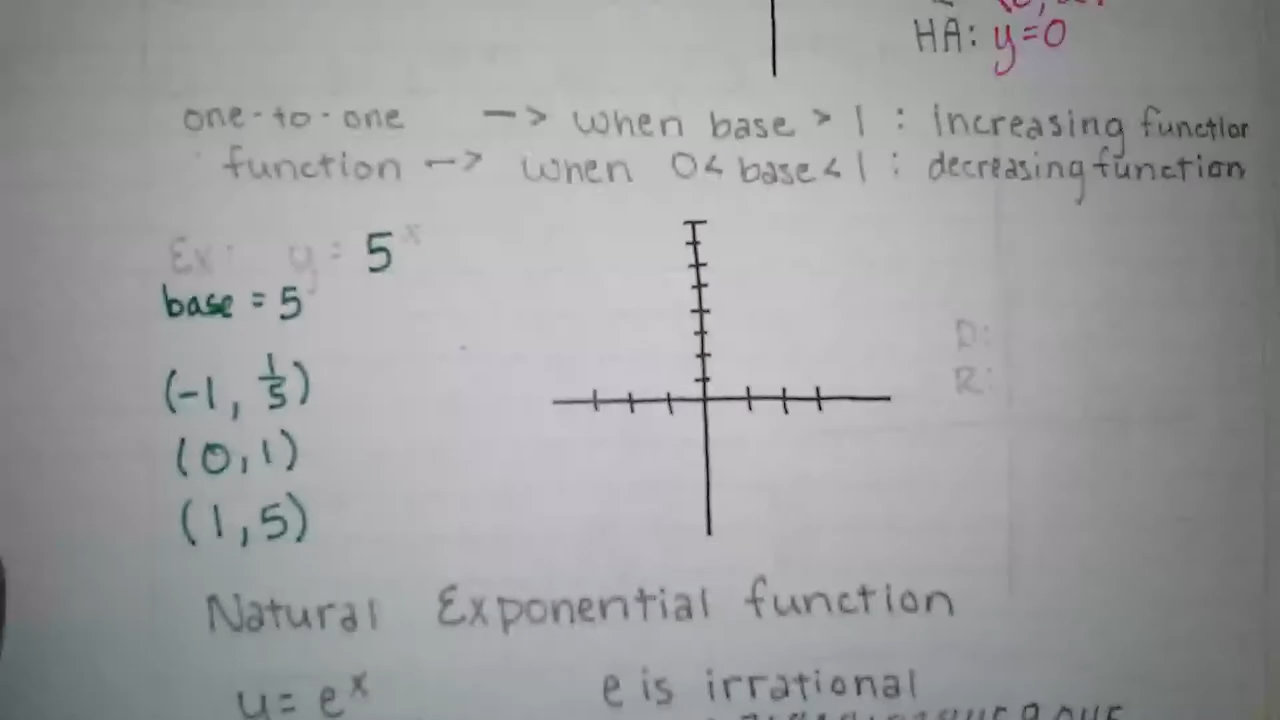 HA: y=0
one-to-one -> when base > 1 : increasing function
function -> when 0 < base < 1 : decreasing function
Ex: y = 5^x
base = 5
D:
R:
(-1, 1/5)
(0,1)
(1,5)
Natural Exponential function
y = e^x e is irrational